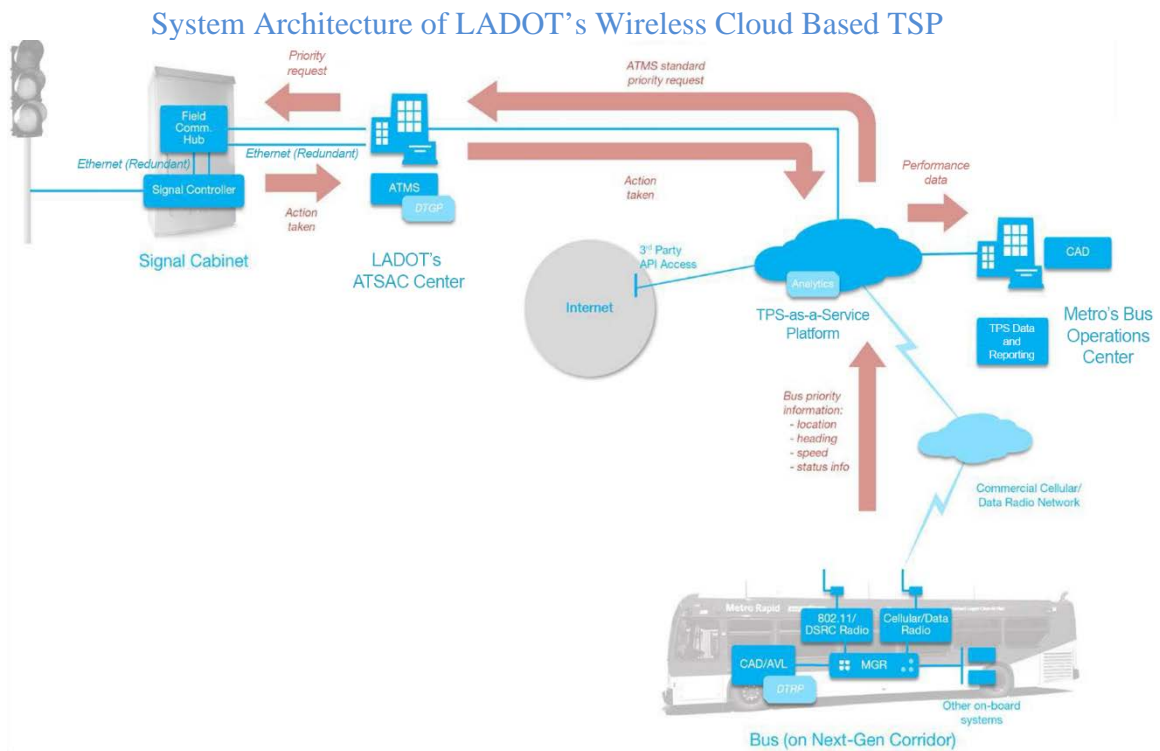 System Architecture of LADOT's Wireless Cloud Based TSP
Priority
request
ATMS standard
priority request
Field
Comm.
Hub
Ethernet (Redundant)
Ethernet (Redundant)
Signal Controller
Action
taken
ATMS
DTGP
Action
taken
Performance
data
Signal Cabinet
LADOT's
ATSAC Center
3rd Party
API Access
Internet
Analytics
TPS-as-a-Service
Platform
CAD
Metro's Bus
Operations
Center
TPS Data
and
Reporting
Bus priority
information:
- location
- heading
- speed
- status info
Commercial Cellular/
Data Radio Network
Metro Rapid
802.11/
DSRC Radio
Cellular/Data
Radio
CAD/AVL
DTRP
MGR
Other on-board
systems
Bus (on Next-Gen Corridor)